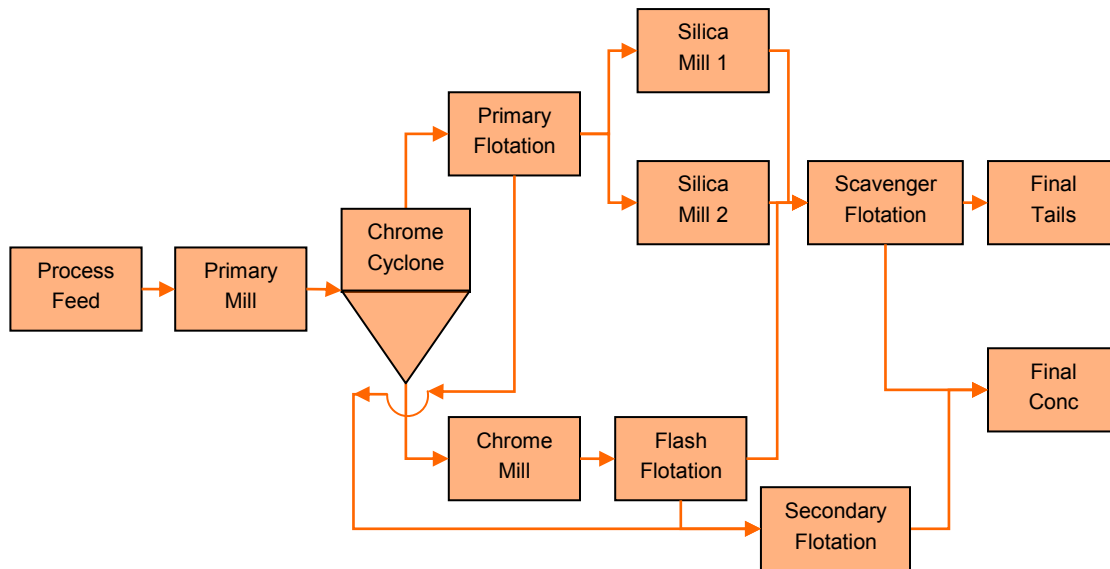 Silica
Mill 1
Primary
Flotation
Silica
Mill 2
Scavenger
Flotation
Final
Tails
Chrome
Cyclone
Process
Feed
Primary
Mill
Final
Conc
Chrome
Mill
Flash
Flotation
Secondary
Flotation